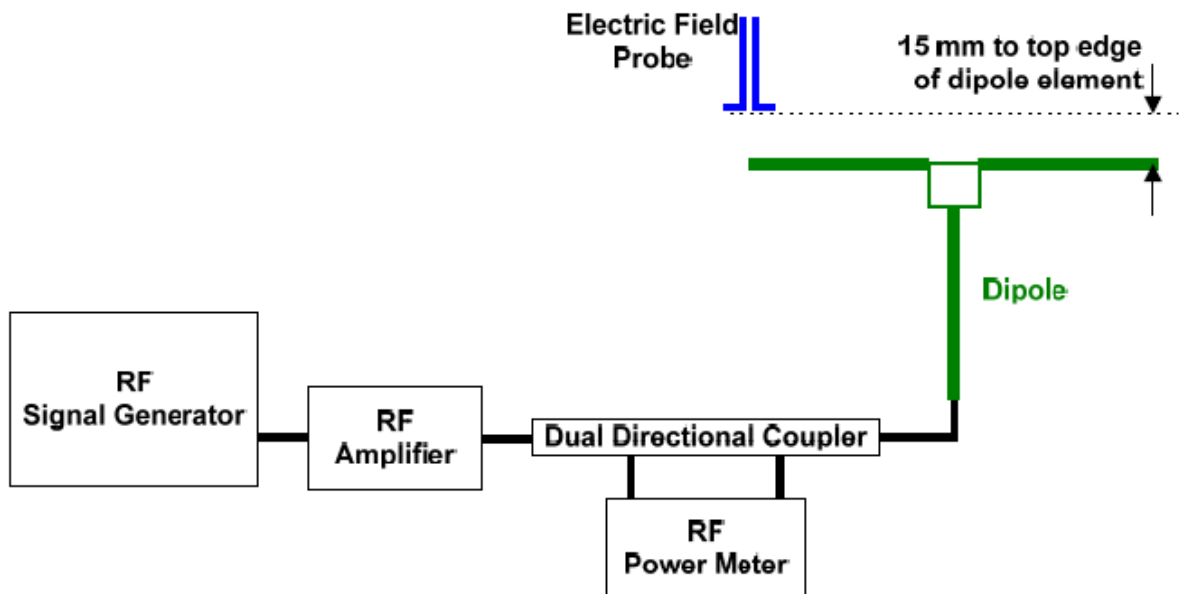 Electric Field
Probe
15 mm to top edge
of dipole element
Dipole
RF
Signal Generator
RF
Amplifier
Dual Directional Coupler
RF
Power Meter